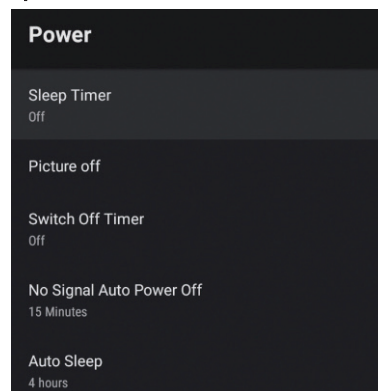 Power
Sleep Timer
Off
Picture off
Switch Off Timer
Off
No Signal Auto Power Off
15 Minutes
Auto Sleep
4 hours